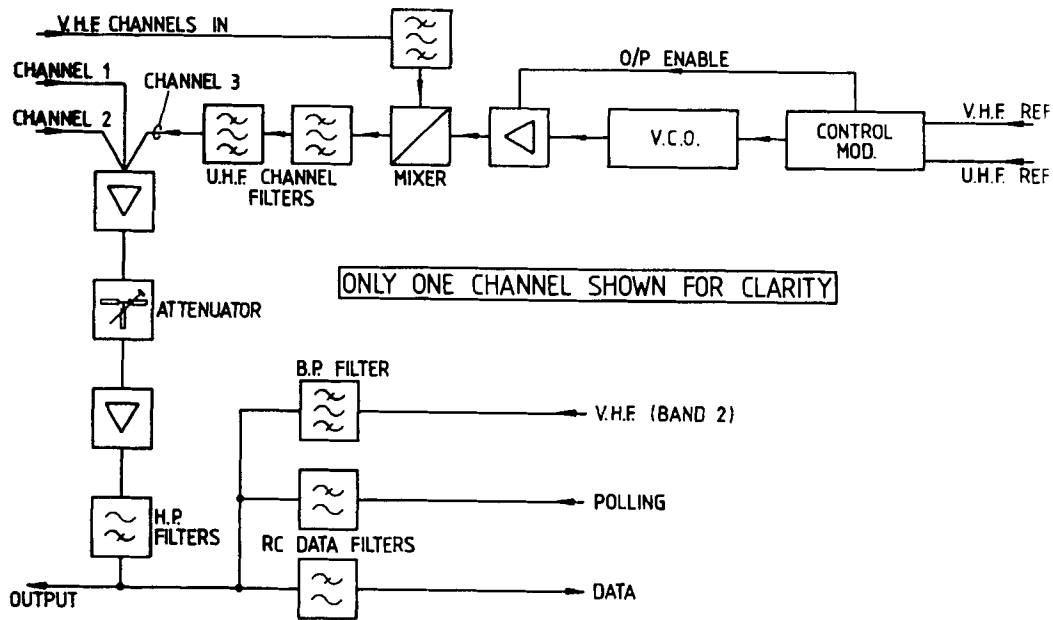 V.H.F. CHANNELS IN
O/P ENABLE
CHANNEL 1
CHANNEL 3
CHANNEL 2
V.C.O.
CONTROL
MOD.
V.H.F. REF
U.H.F. REF
U.H.F. CHANNEL
FILTERS
MIXER
ONLY ONE CHANNEL SHOWN FOR CLARITY
ATTENUATOR
B.P. FILTER
V.H.F. (BAND 2)
POLLING
H.P.
FILTERS
RC DATA FILTERS
OUTPUT
DATA